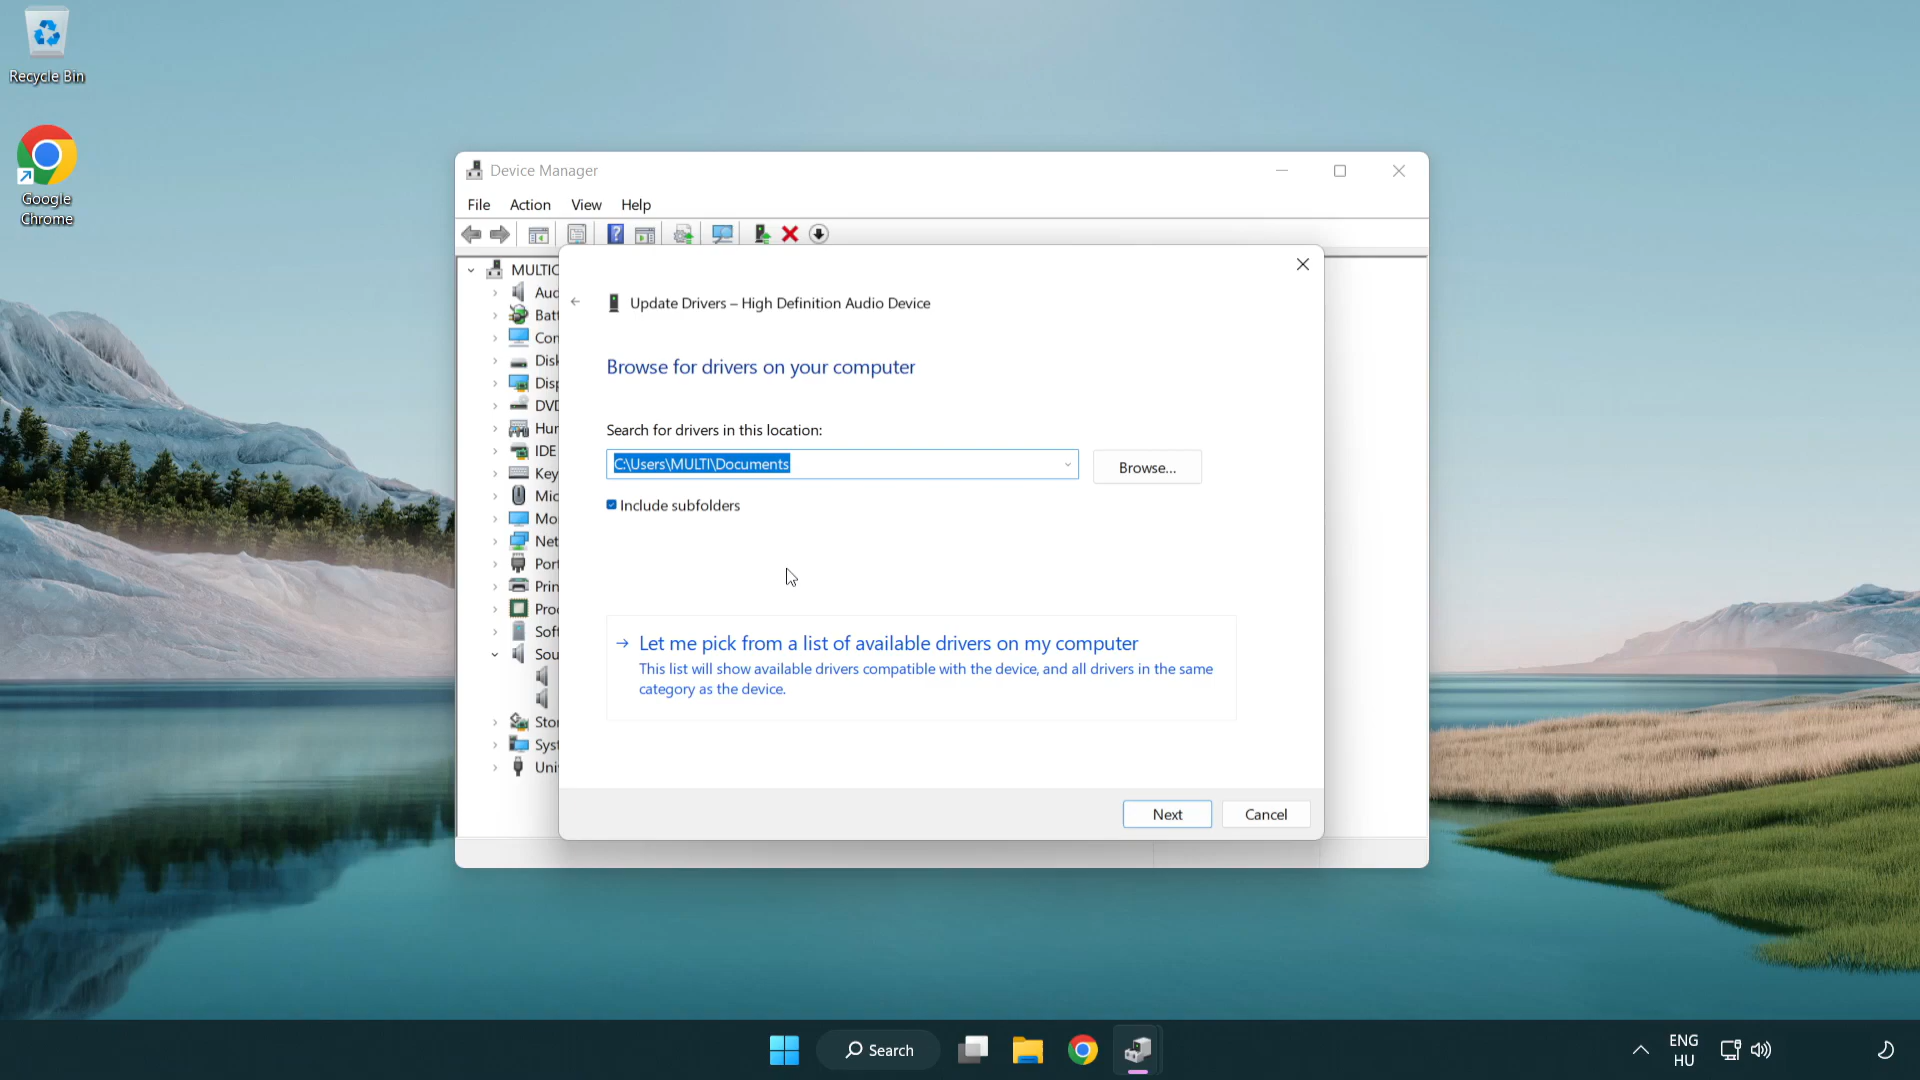 Recycle Bin
Google
Chrome
Device Manager
File Action View Help
MULTIC
Aud
Batt
Con
Disk
Disp
DVD
Hun
IDE
Key
Mic
Mo
Net
Port
Prin
Proc
Soft
Sou
Stor
Syst
Uni
Update Drivers – High Definition Audio Device
Browse for drivers on your computer
Search for drivers in this location:
C:\Users\MULTI\Documents
Browse...
Include subfolders
Let me pick from a list of available drivers on my computer
This list will show available drivers compatible with the device, and all drivers in the same
category as the device.
Next Cancel
Search
ENG
HU